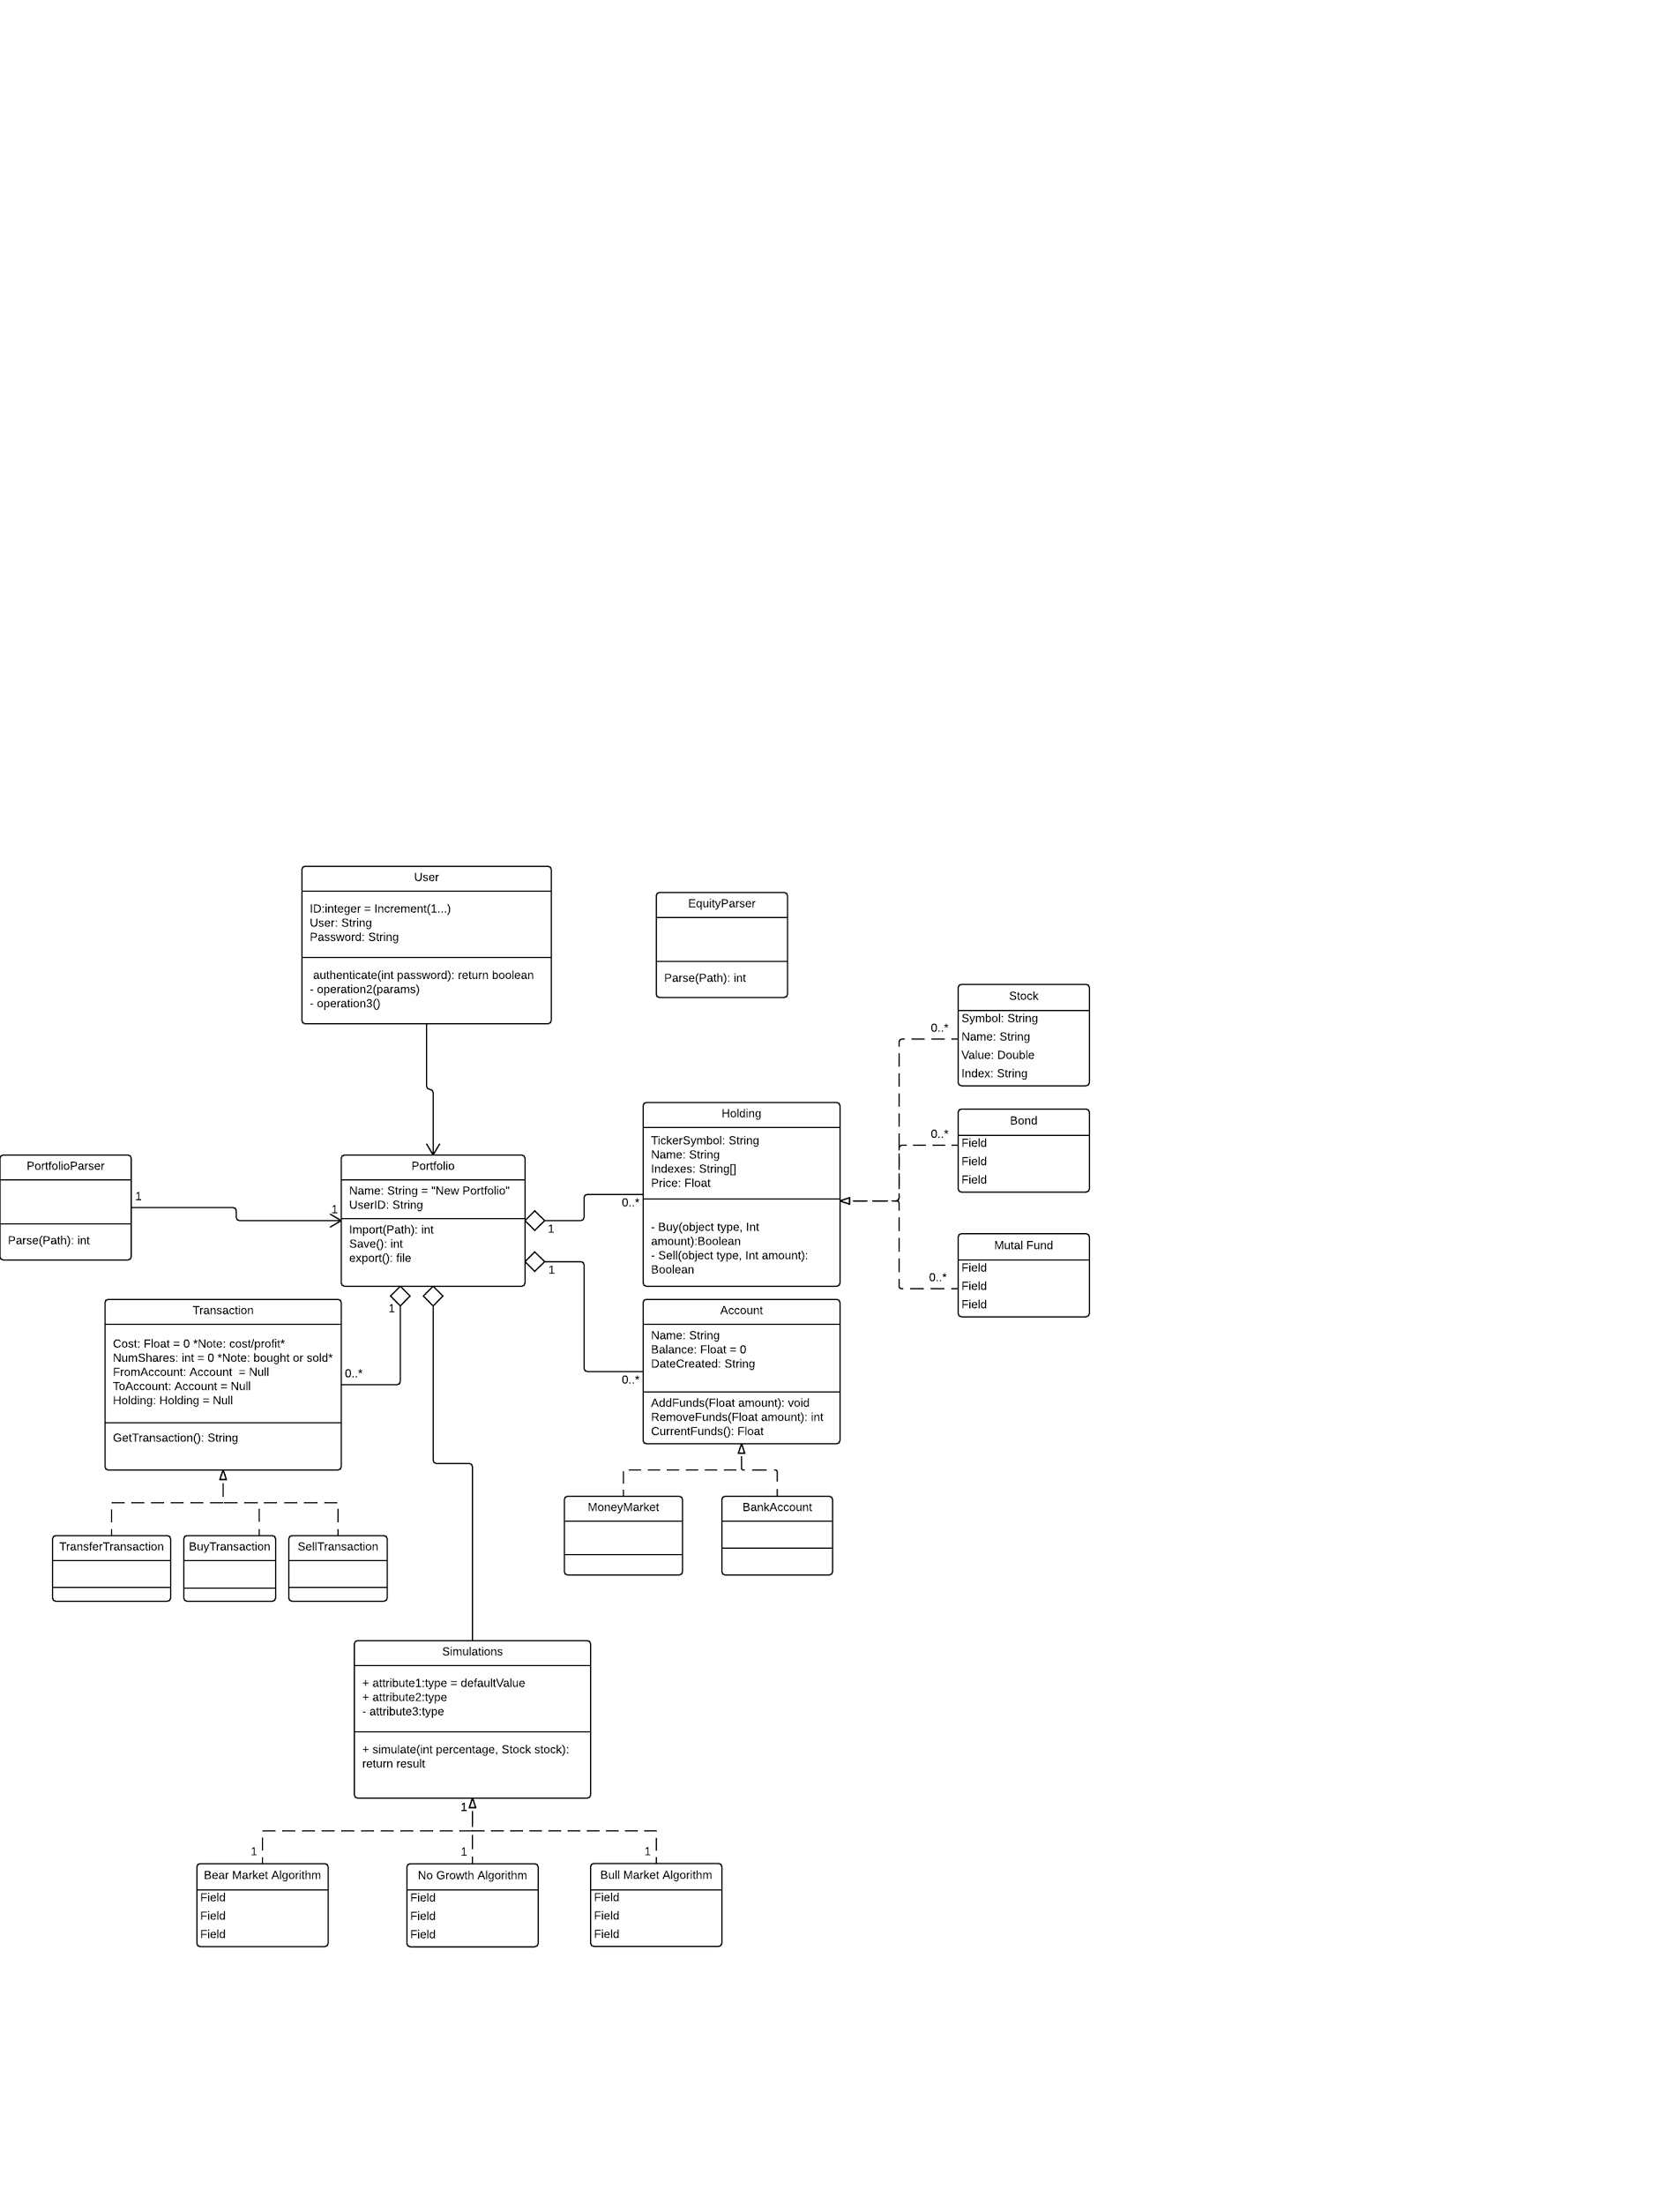 User
ID:integer = Increment(1...)
User: String
Password: String
authenticate(int password): return boolean
- operation2(params)
- operation3()
EquityParser
Parse(Path): int
Stock
Symbol: String
Name: String
Value: Double
Index: String
0..*
Bond
Field
Field
Field
0..*
Mutal Fund
Field
Field
Field
0..*
Holding
TickerSymbol: String
Name: String
Indexes: String[]
Price: Float
- Buy(object type, Int
amount):Boolean
- Sell(object type, Int amount):
Boolean
0..*
1
PortfolioParser
Parse(Path): int
1
1
Portfolio
Name: String = "New Portfolio"
UserID: String
Import(Path): int
Save(): int
export(): file
1
1
0..*
Transaction
Cost: Float = 0 *Note: cost/profit*
NumShares: int = 0 *Note: bought or sold*
FromAccount: Account  = Null
ToAccount: Account = Null
Holding: Holding = Null
GetTransaction(): String
0..*
Account
Name: String
Balance: Float = 0
DateCreated: String
AddFunds(Float amount): void
RemoveFunds(Float amount): int
CurrentFunds(): Float
MoneyMarket
BankAccount
TransferTransaction
BuyTransaction
SellTransaction
Simulations
+ attribute1:type = defaultValue
+ attribute2:type
- attribute3:type
+ simulate(int percentage, Stock stock):
return result
1
1
1
1
Bear Market Algorithm
Field
Field
Field
No Growth Algorithm
Field
Field
Field
Bull Market Algorithm
Field
Field
Field